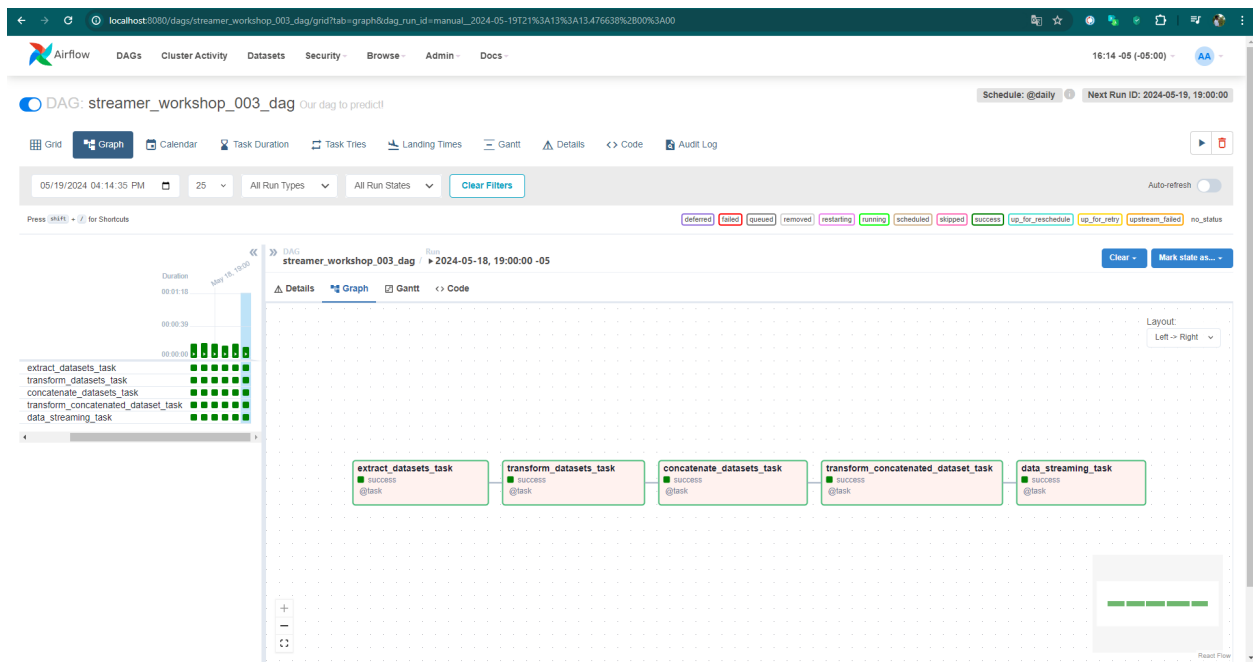 localhost:8080/dags/streamer_workshop_003_dag/grid?tab=graph&dag_run_id=manual__2024-05-19T21%3A13%3A13.476638%2B00%3A00
Airflow DAGs Cluster Activity Datasets Security Browse Admin Docs 16:14 -05 (-05:00) AA
DAG: streamer_workshop_003_dag Our dag to predict! Schedule: @daily Next Run ID: 2024-05-19, 19:00:00
Grid Graph Calendar Task Duration Task Tries Landing Times Gantt Details <> Code Audit Log
05/19/2024 04:14:35 PM 25 All Run Types All Run States Clear Filters Auto-refresh
Press shift + / for Shortcuts deferred failed queued removed restarting running scheduled skipped success up_for_reschedule up_for_retry upstream_failed no_status
DAG Run
streamer_workshop_003_dag / 2024-05-18, 19:00:00 -05 Clear Mark state as...
Duration May 18, 19:00
00:01:18
00:00:39
00:00:00
Details Graph Gantt <> Code
Layout:
Left -> Right
extract_datasets_task
transform_datasets_task
concatenate_datasets_task
transform_concatenated_dataset_task
data_streaming_task
extract_datasets_task transform_datasets_task concatenate_datasets_task transform_concatenated_dataset_task data_streaming_task
success success success success success
@task @task @task @task @task
React Flow